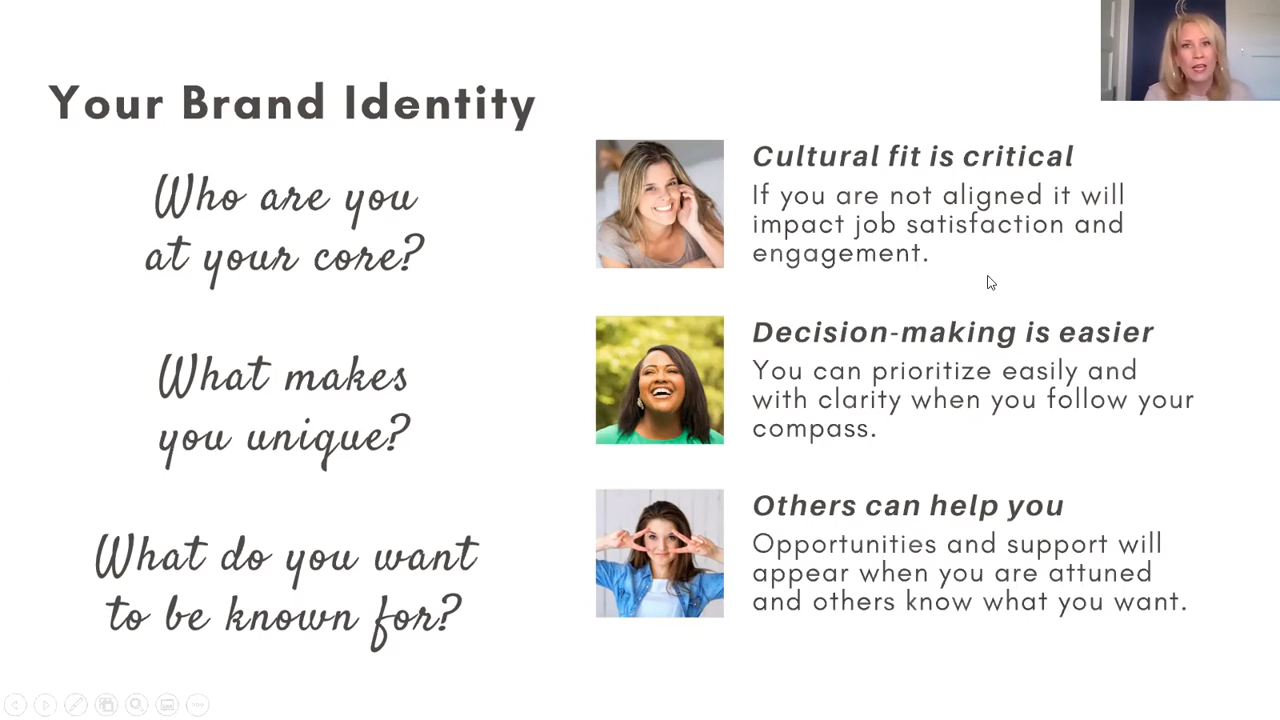 Your Brand Identity
Who are you
at your core?
What makes
you unique?
What do you want
to be known for?
Cultural fit is critical
If you are not aligned it will
impact job satisfaction and
engagement.
Decision-making is easier
You can prioritize easily and
with clarity when you follow your
compass.
Others can help you
Opportunities and support will
appear when you are attuned
and others know what you want.